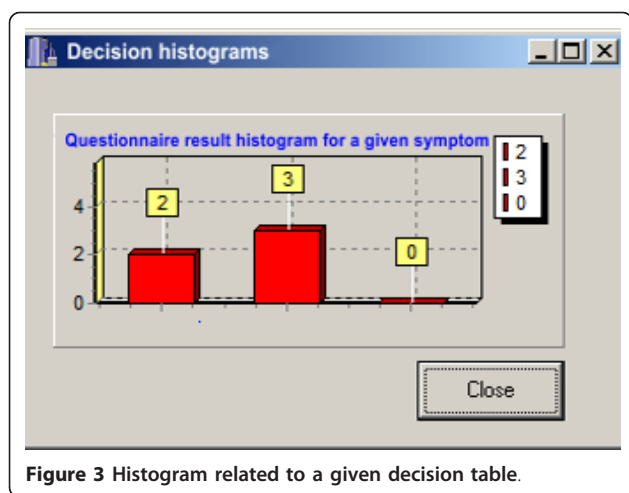 Decision histograms
Questionnaire result histogram for a given symptom
2
3
0
4
2
0
2
3
0
Close
Figure 3 Histogram related to a given decision table.